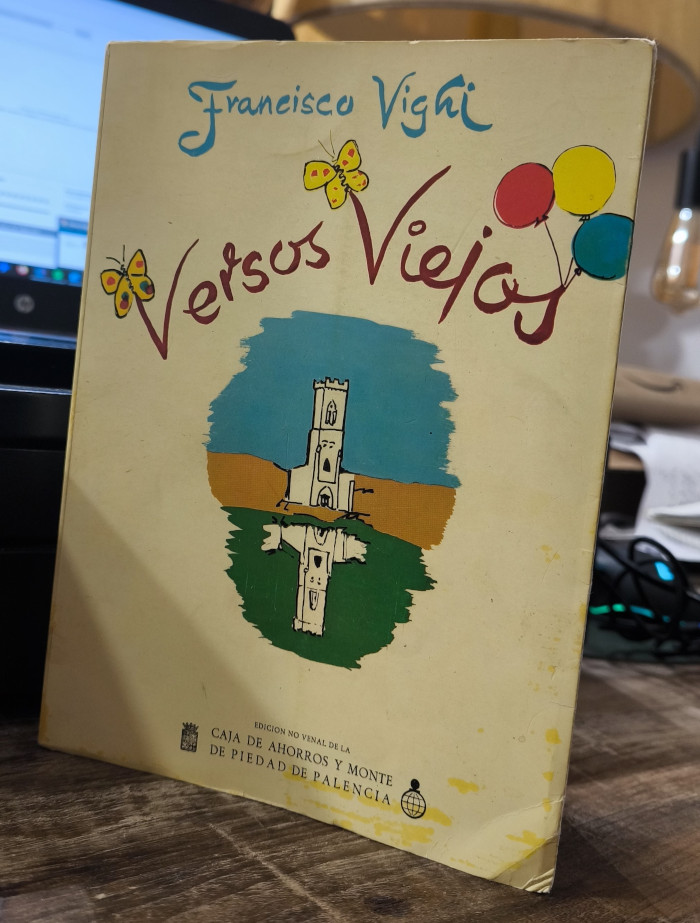 Francisco Vighi
Versos Viejos
EDICION NO VENAL DE LA
CAJA DE AHORROS Y MONTE
DE PIEDAD DE PALENCIA